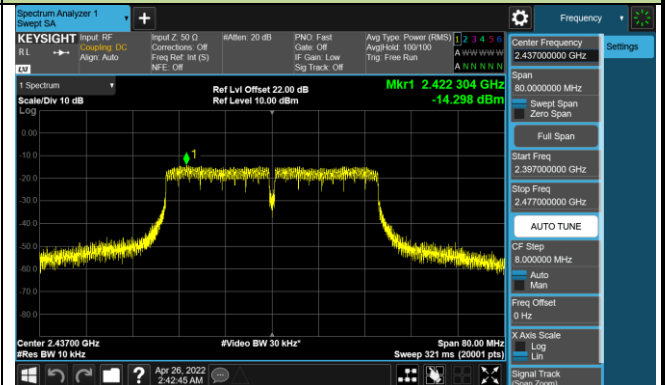 Spectrum Analyzer 1
Swept SA
+
Frequency
KEYSIGHT
RL
LXI
Input: RF
Coupling: DC
Align: Auto
Input Z: 50 Ω
Corrections: Off
Freq Ref: Int (S)
NFE: Off
#Atten: 20 dB
PNO: Fast
Gate: Off
IF Gain: Low
Sig Track: Off
Avg Type: Power (RMS)
Avg|Hold: 100/100
Trig: Free Run
1 2 3 4 5 6
A W W W W W
A N N N N N
Center Frequency
2.437000000 GHz
Settings
1 Spectrum
Scale/Div 10 dB
Log
Ref Lvl Offset 22.00 dB
Ref Level 10.00 dBm
Mkr1 2.422 304 GHz
-14.298 dBm
Span
80.0000000 MHz
Swept Span
Zero Span
Full Span
Start Freq
2.397000000 GHz
Stop Freq
2.477000000 GHz
AUTO TUNE
CF Step
8.000000 MHz
Auto
Man
Freq Offset
0 Hz
X Axis Scale
Log
Lin
Signal Track
(Span Zoom)
0.00
-10.0
-20.0
-30.0
-40.0
-50.0
-60.0
-70.0
-80.0
1
Center 2.43700 GHz
#Res BW 10 kHz
#Video BW 30 kHz*
Span 80.00 MHz
Sweep 321 ms (20001 pts)
?
Apr 26, 2022
2:42:45 AM